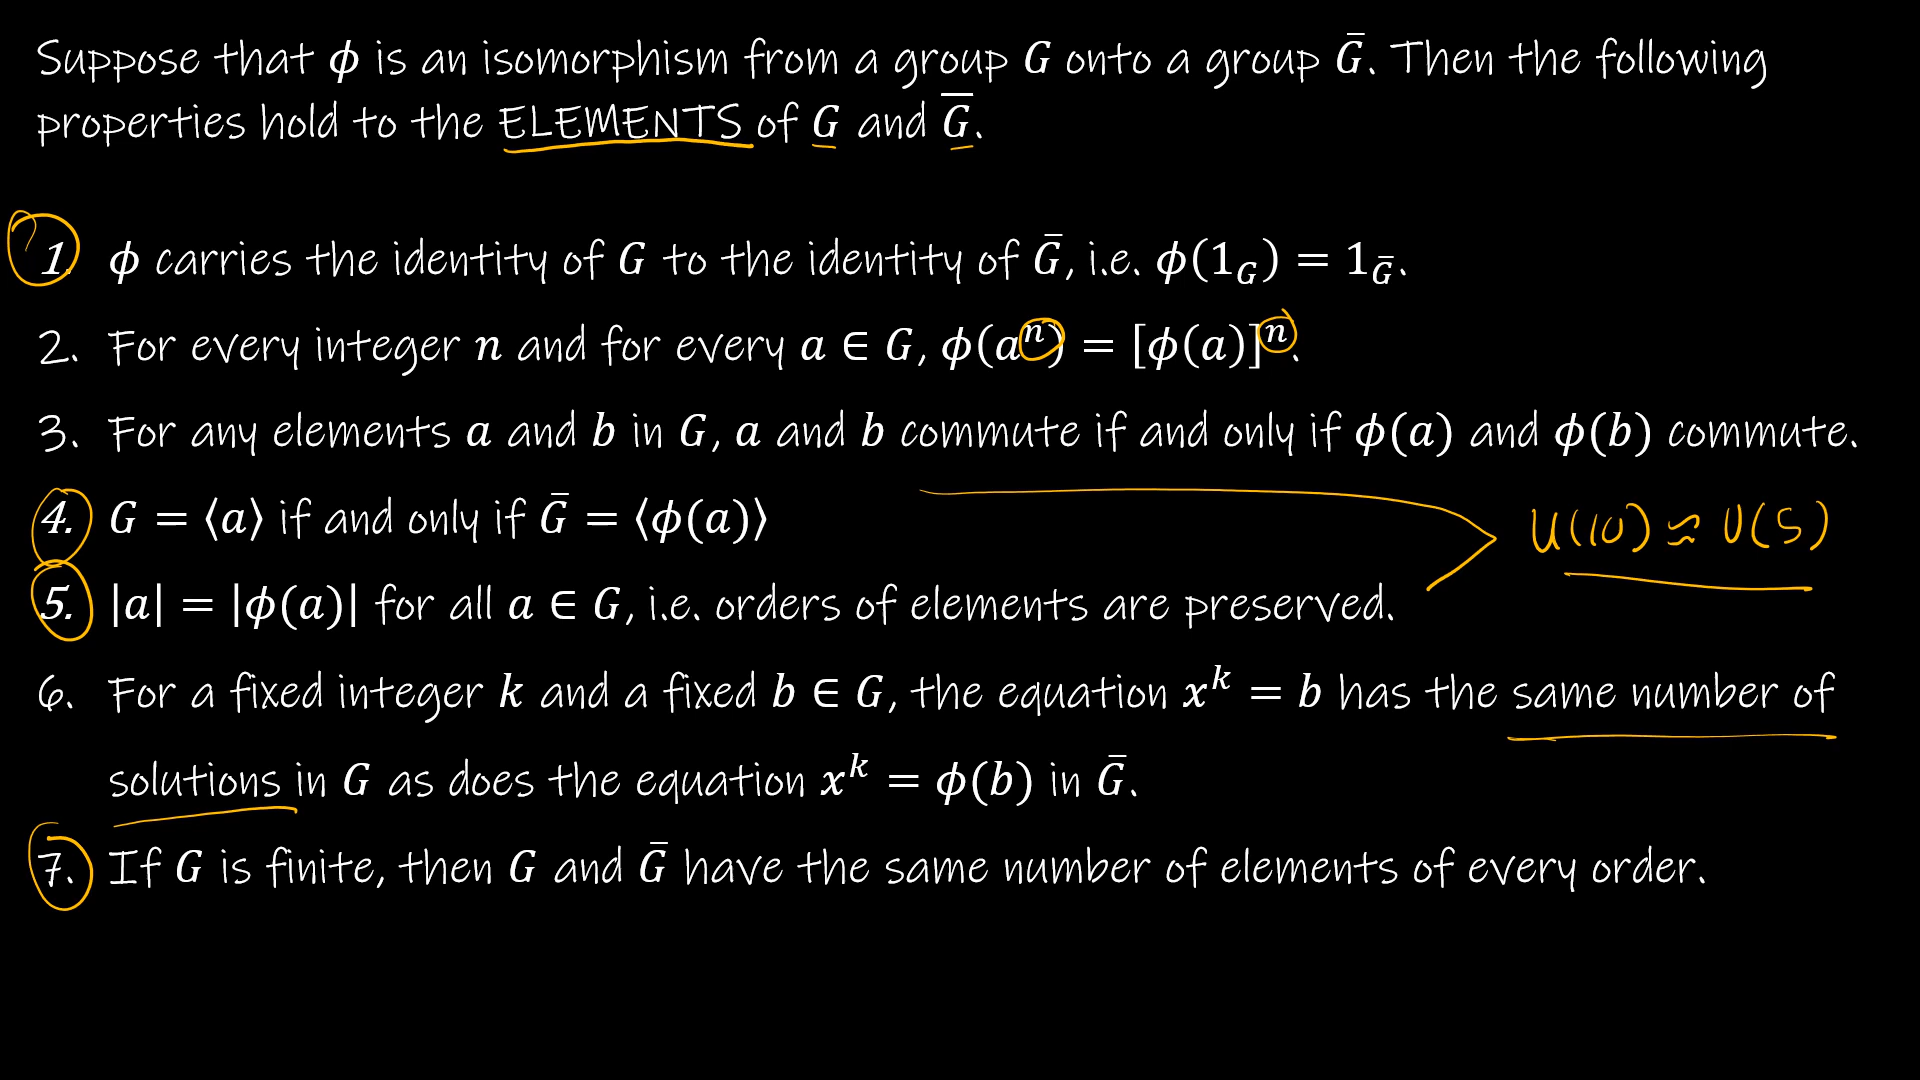 Suppose that ϕ is an isomorphism from a group G onto a group Ḡ. Then the following
properties hold to the ELEMENTS of G and G̅.
1. ϕ carries the identity of G to the identity of Ḡ, i.e. ϕ(1_G) = 1_Ḡ.
2. For every integer n and for every a ∈ G, ϕ(aⁿ) = [ϕ(a)]ⁿ.
3. For any elements a and b in G, a and b commute if and only if ϕ(a) and ϕ(b) commute.
4. G = ⟨a⟩ if and only if Ḡ = ⟨ϕ(a)⟩
U(10) ≈ U(5)
5. |a| = |ϕ(a)| for all a ∈ G, i.e. orders of elements are preserved.
6. For a fixed integer k and a fixed b ∈ G, the equation xᵏ = b has the same number of
solutions in G as does the equation xᵏ = ϕ(b) in Ḡ.
7. If G is finite, then G and Ḡ have the same number of elements of every order.